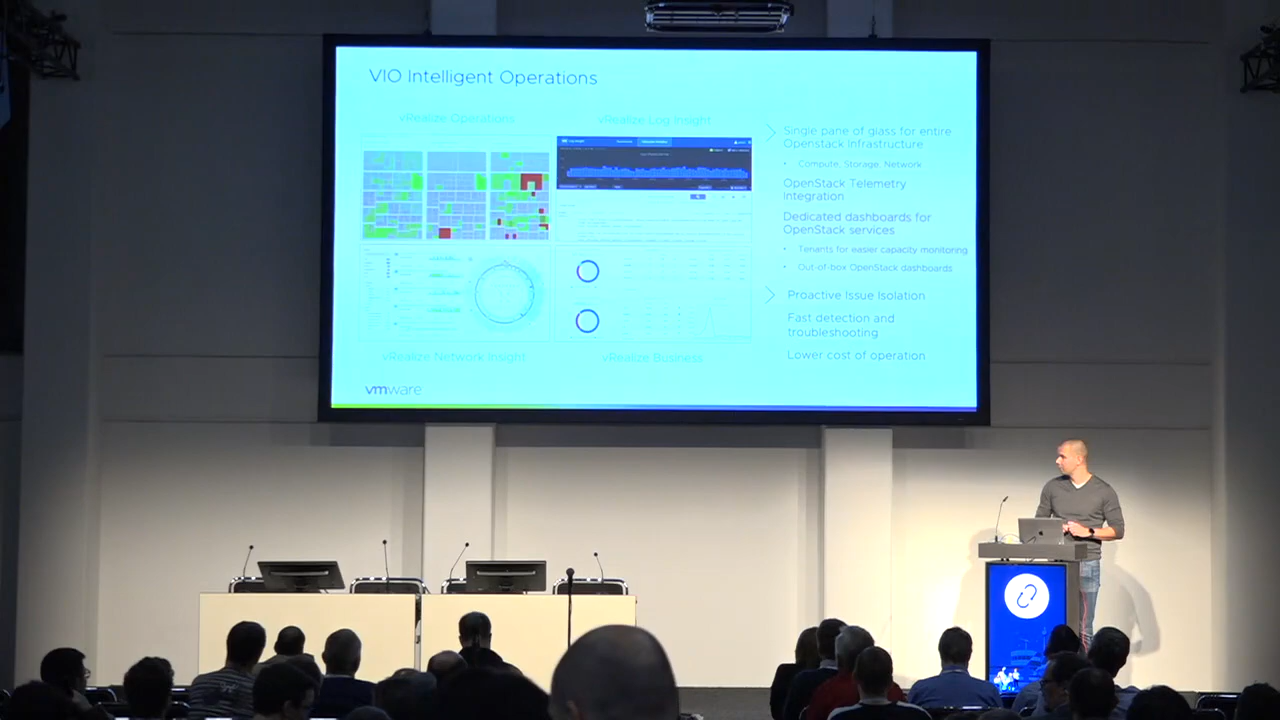 VIO Intelligent Operations
vRealize Operations
vRealize Log Insight
vRealize Network Insight
vRealize Business
Single pane of glass for entire
Openstack Infrastructure
Compute, Storage, Network
OpenStack Telemetry
Integration
Dedicated dashboards for
OpenStack services
Tenants for easier capacity monitoring
Out-of-box OpenStack dashboards
Proactive Issue Isolation
Fast detection and
troubleshooting
Lower cost of operation
vmware